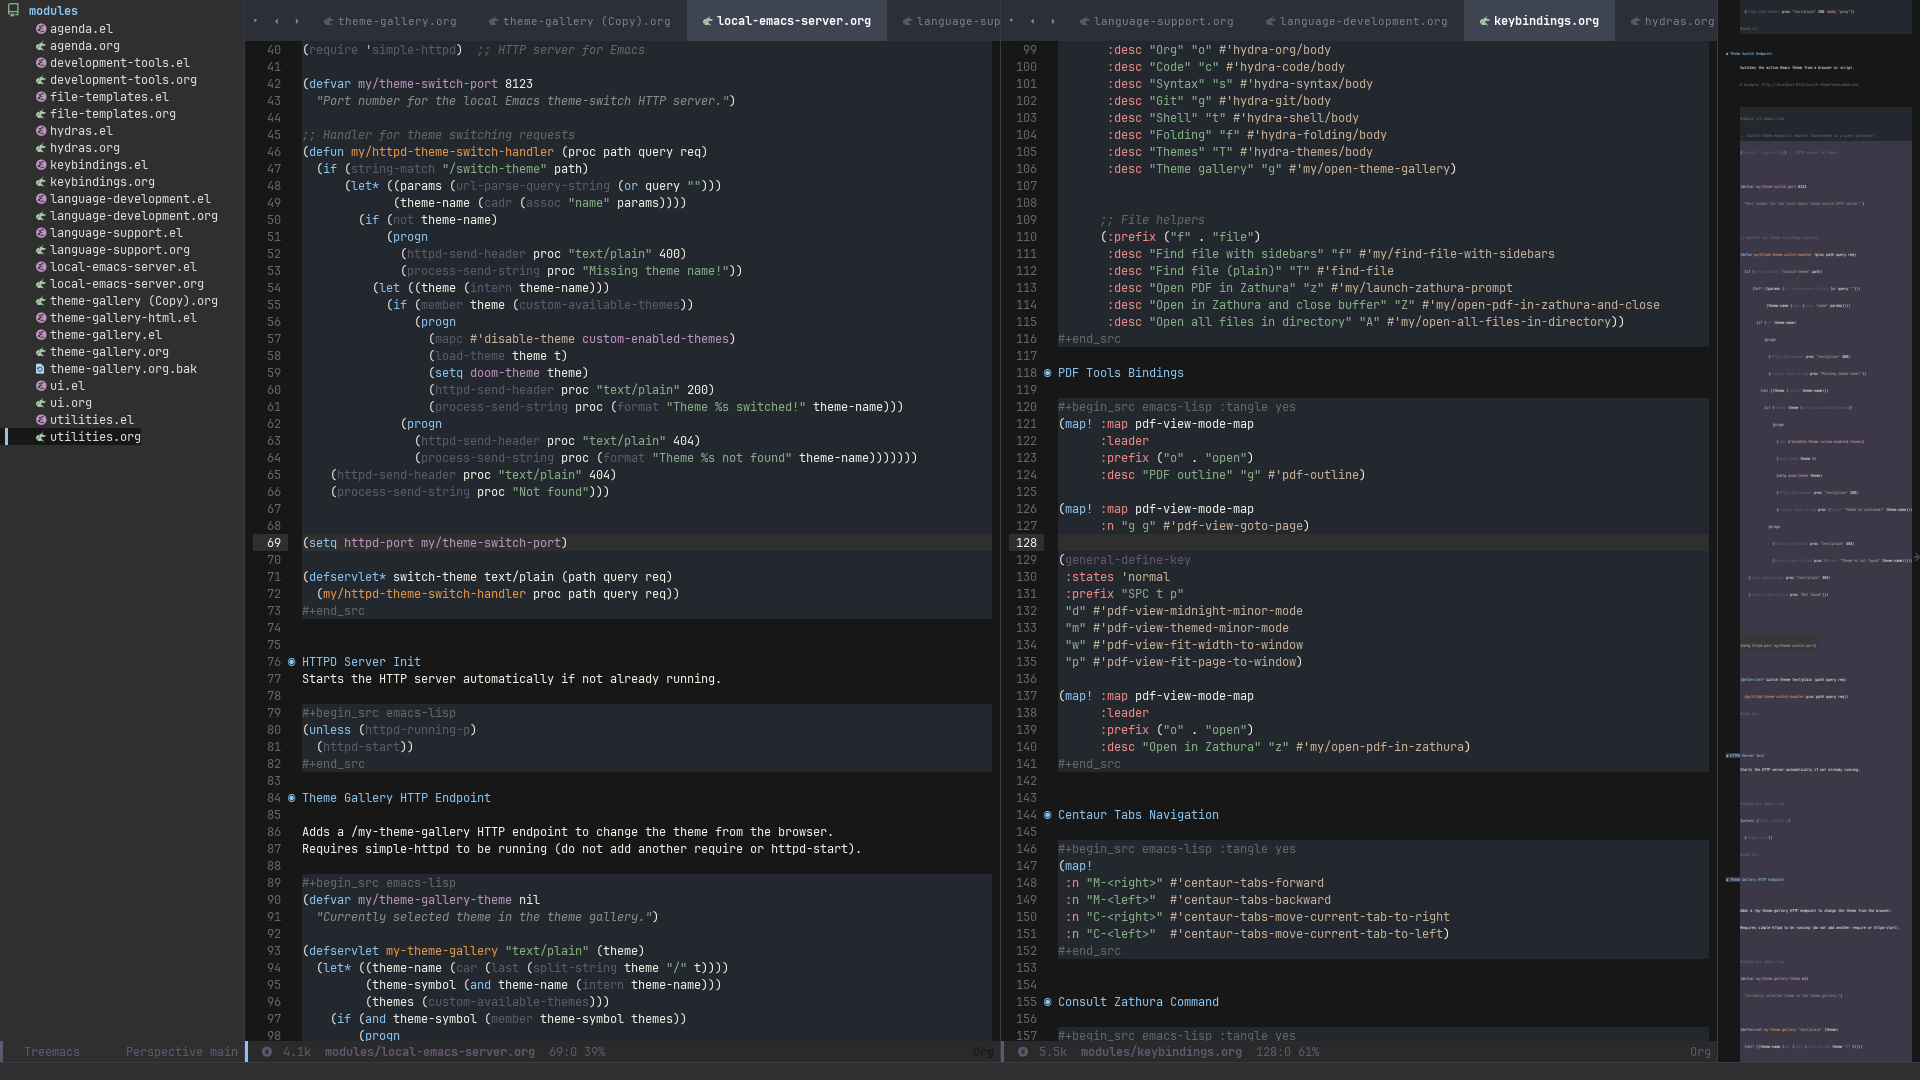 modules
agenda.el
agenda.org
development-tools.el
development-tools.org
file-templates.el
file-templates.org
hydras.el
hydras.org
keybindings.el
keybindings.org
language-development.el
language-development.org
language-support.el
language-support.org
local-emacs-server.el
local-emacs-server.org
theme-gallery (Copy).org
theme-gallery-html.el
theme-gallery.el
theme-gallery.org
theme-gallery.org.bak
ui.el
ui.org
utilities.el
utilities.org
Treemacs Perspective main
theme-gallery.org theme-gallery (Copy).org local-emacs-server.org language-sup
40 (require 'simple-httpd)  ;; HTTP server for Emacs
41
42 (defvar my/theme-switch-port 8123
43   "Port number for the local Emacs theme-switch HTTP server.")
44
45 ;; Handler for theme switching requests
46 (defun my/httpd-theme-switch-handler (proc path query req)
47   (if (string-match "/switch-theme" path)
48       (let* ((params (url-parse-query-string (or query "")))
49              (theme-name (cadr (assoc "name" params))))
50         (if (not theme-name)
51             (progn
52               (httpd-send-header proc "text/plain" 400)
53               (process-send-string proc "Missing theme name!"))
54           (let ((theme (intern theme-name)))
55             (if (member theme (custom-available-themes))
56                 (progn
57                   (mapc #'disable-theme custom-enabled-themes)
58                   (load-theme theme t)
59                   (setq doom-theme theme)
60                   (httpd-send-header proc "text/plain" 200)
61                   (process-send-string proc (format "Theme %s switched!" theme-name)))
62               (progn
63                 (httpd-send-header proc "text/plain" 404)
64                 (process-send-string proc (format "Theme %s not found" theme-name)))))))
65     (httpd-send-header proc "text/plain" 404)
66     (process-send-string proc "Not found")))
67
68
69 (setq httpd-port my/theme-switch-port)
70
71 (defservlet* switch-theme text/plain (path query req)
72   (my/httpd-theme-switch-handler proc path query req))
73 #+end_src
74
75
76 ◉ HTTPD Server Init
77 Starts the HTTP server automatically if not already running.
78
79 #+begin_src emacs-lisp
80 (unless (httpd-running-p)
81   (httpd-start))
82 #+end_src
83
84 ◉ Theme Gallery HTTP Endpoint
85
86 Adds a /my-theme-gallery HTTP endpoint to change the theme from the browser.
87 Requires simple-httpd to be running (do not add another require or httpd-start).
88
89 #+begin_src emacs-lisp
90 (defvar my/theme-gallery-theme nil
91   "Currently selected theme in the theme gallery.")
92
93 (defservlet my-theme-gallery "text/plain" (theme)
94   (let* ((theme-name (car (last (split-string theme "/" t))))
95          (theme-symbol (and theme-name (intern theme-name)))
96          (themes (custom-available-themes)))
97     (if (and theme-symbol (member theme-symbol themes))
98         (progn
4.1k modules/local-emacs-server.org 69:0 39% Org
language-support.org language-development.org keybindings.org hydras.org
99 :desc "Org" "o" #'hydra-org/body
100 :desc "Code" "c" #'hydra-code/body
101 :desc "Syntax" "s" #'hydra-syntax/body
102 :desc "Git" "g" #'hydra-git/body
103 :desc "Shell" "t" #'hydra-shell/body
104 :desc "Folding" "f" #'hydra-folding/body
105 :desc "Themes" "T" #'hydra-themes/body
106 :desc "Theme gallery" "g" #'my/open-theme-gallery)
107
108
109 ;; File helpers
110 (:prefix ("f" . "file")
111 :desc "Find file with sidebars" "f" #'my/find-file-with-sidebars
112 :desc "Find file (plain)" "T" #'find-file
113 :desc "Open PDF in Zathura" "z" #'my/launch-zathura-prompt
114 :desc "Open in Zathura and close buffer" "Z" #'my/open-pdf-in-zathura-and-close
115 :desc "Open all files in directory" "A" #'my/open-all-files-in-directory))
116 #+end_src
117
118 ◉ PDF Tools Bindings
119
120 #+begin_src emacs-lisp :tangle yes
121 (map! :map pdf-view-mode-map
122       :leader
123       :prefix ("o" . "open")
124       :desc "PDF outline" "g" #'pdf-outline)
125
126 (map! :map pdf-view-mode-map
127       :n "g g" #'pdf-view-goto-page)
128
129 (general-define-key
130  :states 'normal
131  :prefix "SPC t p"
132  "d" #'pdf-view-midnight-minor-mode
133  "m" #'pdf-view-themed-minor-mode
134  "w" #'pdf-view-fit-width-to-window
135  "p" #'pdf-view-fit-page-to-window)
136
137 (map! :map pdf-view-mode-map
138       :leader
139       :prefix ("o" . "open")
140       :desc "Open in Zathura" "z" #'my/open-pdf-in-zathura)
141 #+end_src
142
143
144 ◉ Centaur Tabs Navigation
145
146 #+begin_src emacs-lisp :tangle yes
147 (map!
148  :n "M-<right>" #'centaur-tabs-forward
149  :n "M-<left>"  #'centaur-tabs-backward
150  :n "C-<right>" #'centaur-tabs-move-current-tab-to-right
151  :n "C-<left>"  #'centaur-tabs-move-current-tab-to-left)
152 #+end_src
153
154
155 ◉ Consult Zathura Command
156
157 #+begin_src emacs-lisp :tangle yes
5.5k modules/keybindings.org 128:0 61% Org